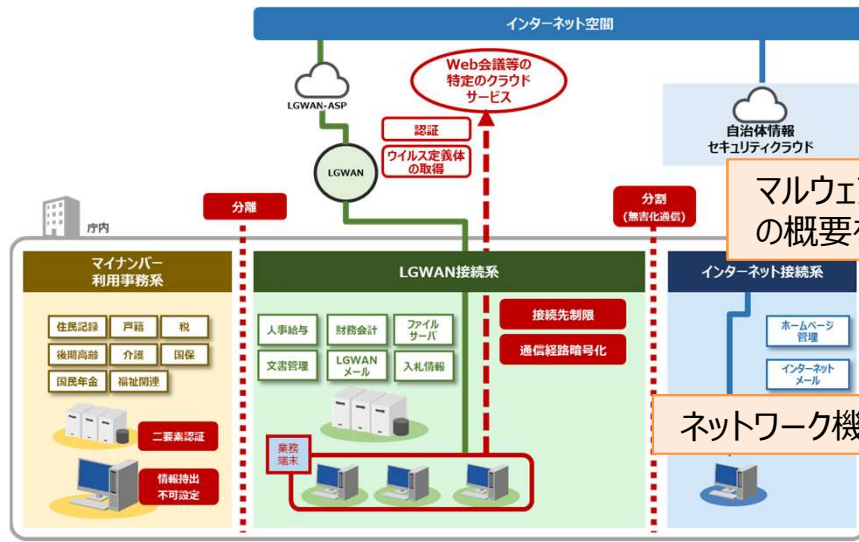 インターネット空間
LGWAN-ASP
Web会議等の
特定のクラウド
サービス
自治体情報
セキュリティクラウド
認証
ウイルス定義体
の取得
LGWAN
分離
分割
(無害化通信)
マルウェ
の概要
庁内
マイナンバー
利用事務系
LGWAN接続系
インターネット接続系
住民記録
戸籍
税
後期高齢
介護
国保
国民年金
福祉関連
二要素認証
情報持出
不可設定
人事給与
財務会計
ファイル
サーバ
文書管理
LGWAN
メール
入札情報
接続先制限
通信経路暗号化
業務
端末
ホームページ
管理
インターネット
メール
ネットワーク機